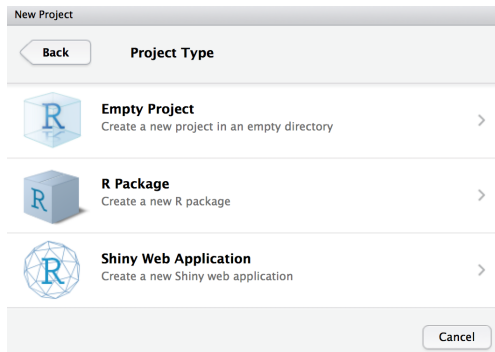 New Project
Back
Project Type
R
Empty Project
Create a new project in an empty directory
R
R Package
Create a new R package
R
Shiny Web Application
Create a new Shiny web application
Cancel